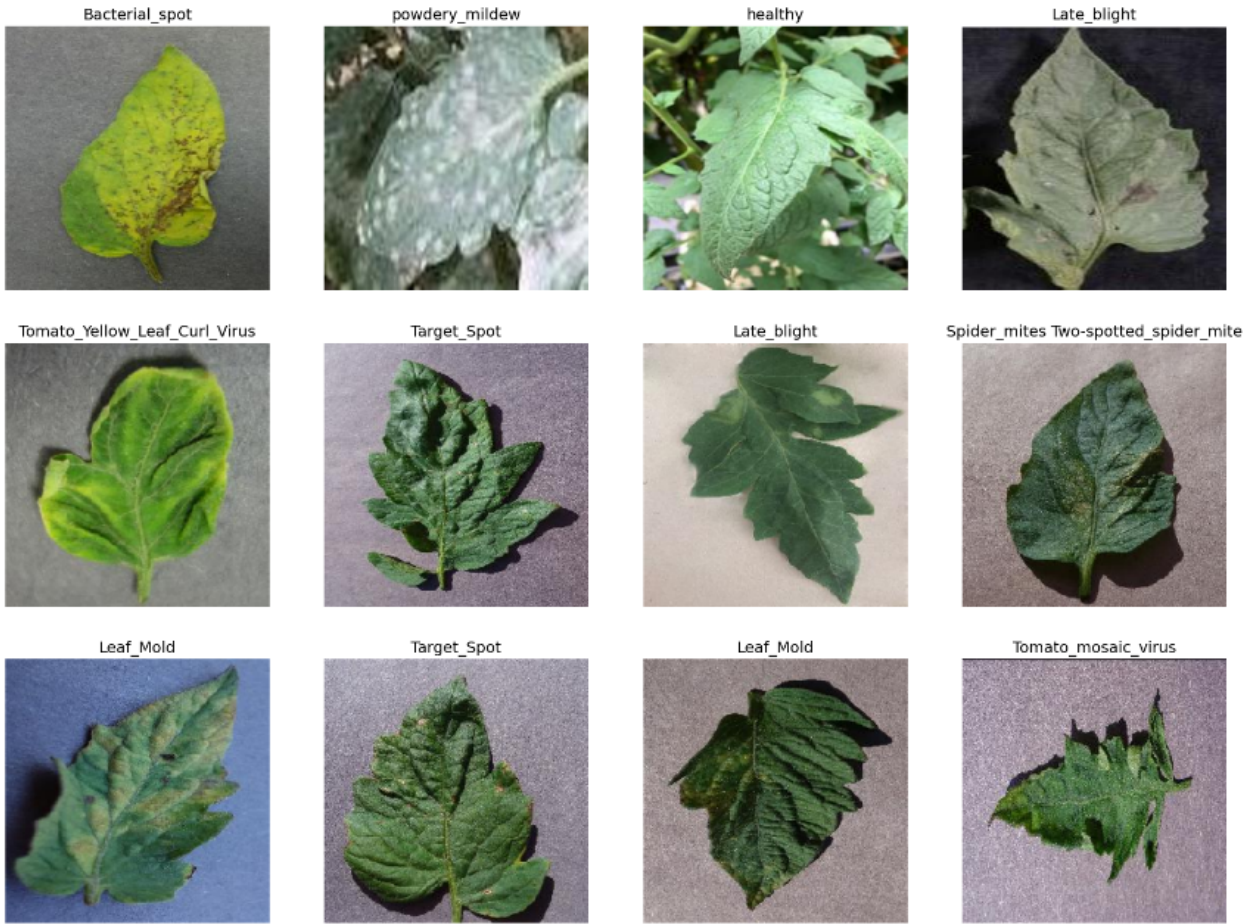 Bacterial_spot
powdery_mildew
healthy
Late_blight
Tomato_Yellow_Leaf_Curl_Virus
Target_Spot
Late_blight
Spider_mites Two-spotted_spider_mite
Leaf_Mold
Target_Spot
Leaf_Mold
Tomato_mosaic_virus